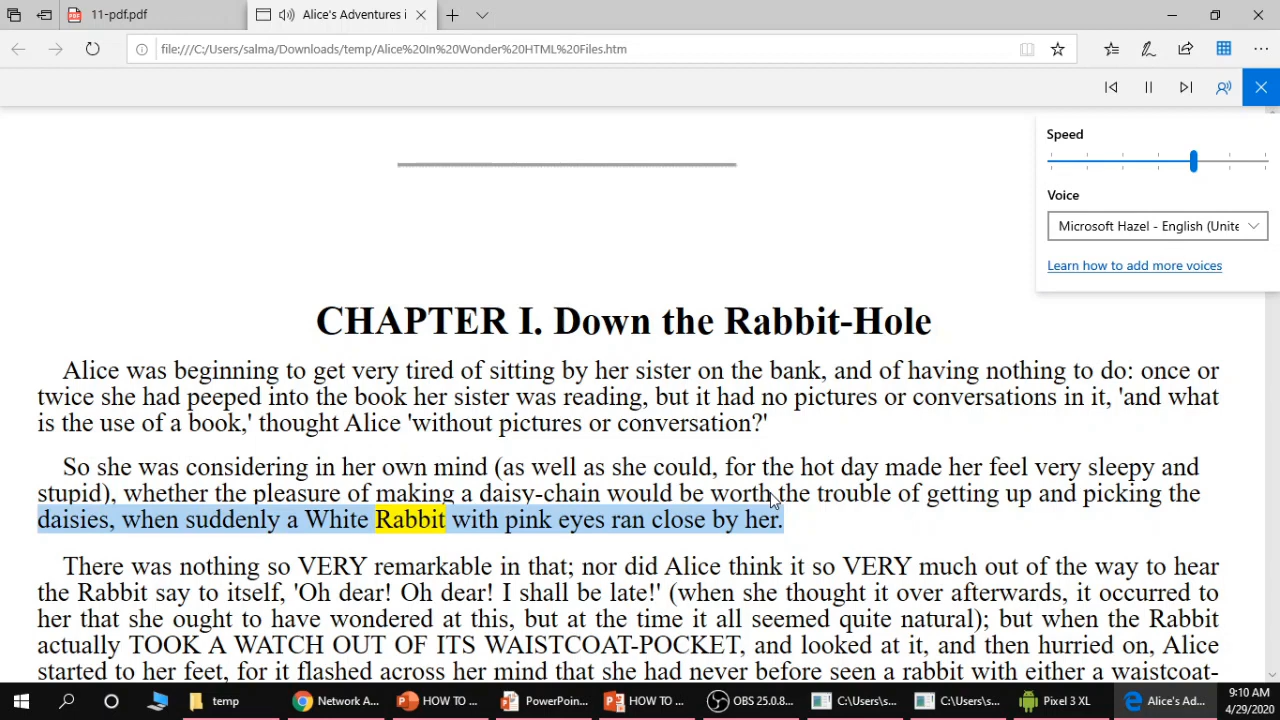 11-pdf.pdf
Alice's Adventures i
file:///C:/Users/salma/Downloads/temp/Alice%20In%20Wonder%20HTML%20Files.htm
Speed
Voice
Microsoft Hazel - English (Unite
Learn how to add more voices
CHAPTER I. Down the Rabbit-Hole
Alice was beginning to get very tired of sitting by her sister on the bank, and of having nothing to do: once or
twice she had peeped into the book her sister was reading, but it had no pictures or conversations in it, 'and what
is the use of a book,' thought Alice 'without pictures or conversation?'
So she was considering in her own mind (as well as she could, for the hot day made her feel very sleepy and
stupid), whether the pleasure of making a daisy-chain would be worth the trouble of getting up and picking the
daisies, when suddenly a White Rabbit with pink eyes ran close by her.
There was nothing so VERY remarkable in that; nor did Alice think it so VERY much out of the way to hear
the Rabbit say to itself, 'Oh dear! Oh dear! I shall be late!' (when she thought it over afterwards, it occurred to
her that she ought to have wondered at this, but at the time it all seemed quite natural); but when the Rabbit
actually TOOK A WATCH OUT OF ITS WAISTCOAT-POCKET, and looked at it, and then hurried on, Alice
started to her feet, for it flashed across her mind that she had never before seen a rabbit with either a waistcoat-
temp
Network A...
HOW TO ...
PowerPoin...
HOW TO ...
OBS 25.0.8...
C:\Users\s...
C:\Users\s...
Pixel 3 XL
Alice's Ad...
9:10 AM
4/29/2020